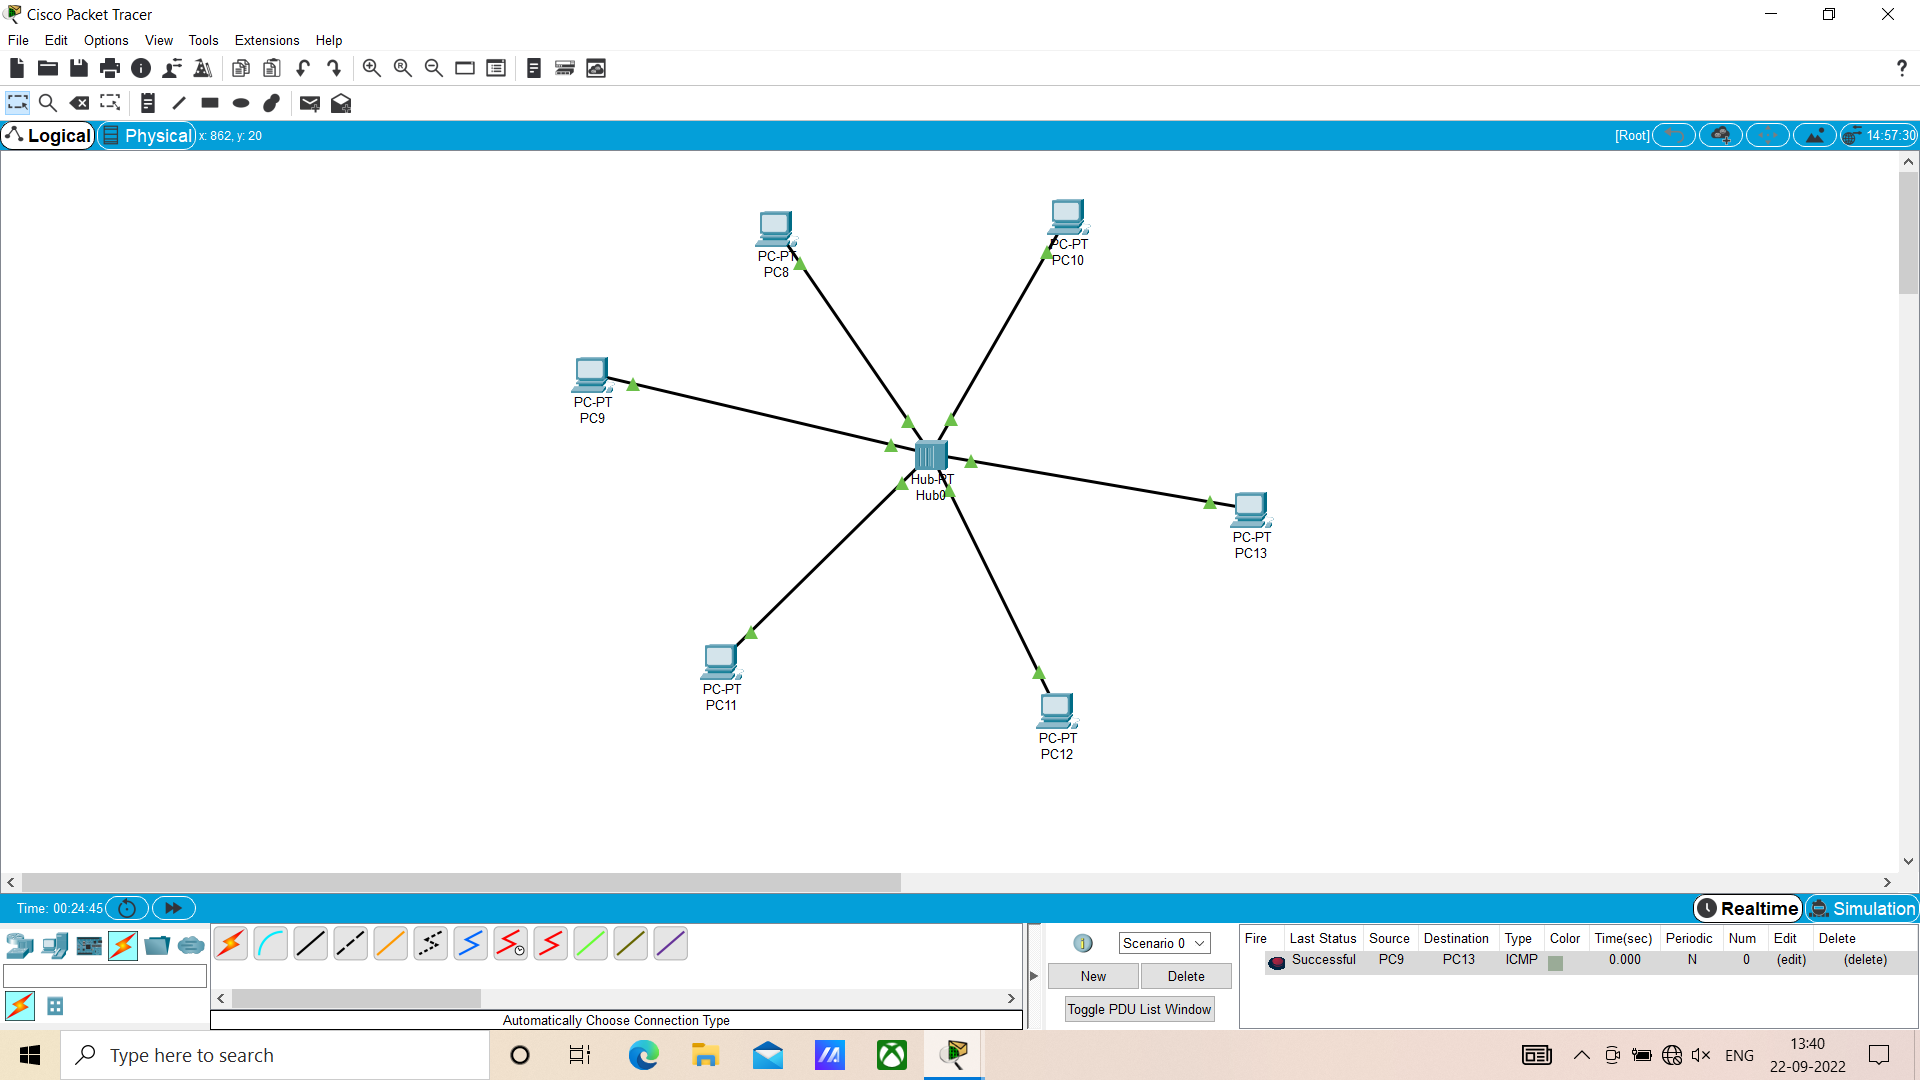 Cisco Packet Tracer
File Edit Options View Tools Extensions Help
?
Logical Physical x: 862, y: 20 [Root] 14:57:30
PC-PT
PC10
PC-PT
PC8
PC-PT
PC9
Hub-PT
Hub0
PC-PT
PC13
PC-PT
PC11
PC-PT
PC12
Time: 00:24:45 Realtime Simulation
Scenario 0
New Delete
Toggle PDU List Window
Fire Last Status Source Destination Type Color Time(sec) Periodic Num Edit Delete
Successful PC9 PC13 ICMP 0.000 N 0 (edit) (delete)
Automatically Choose Connection Type
Type here to search
ENG
13:40
22-09-2022